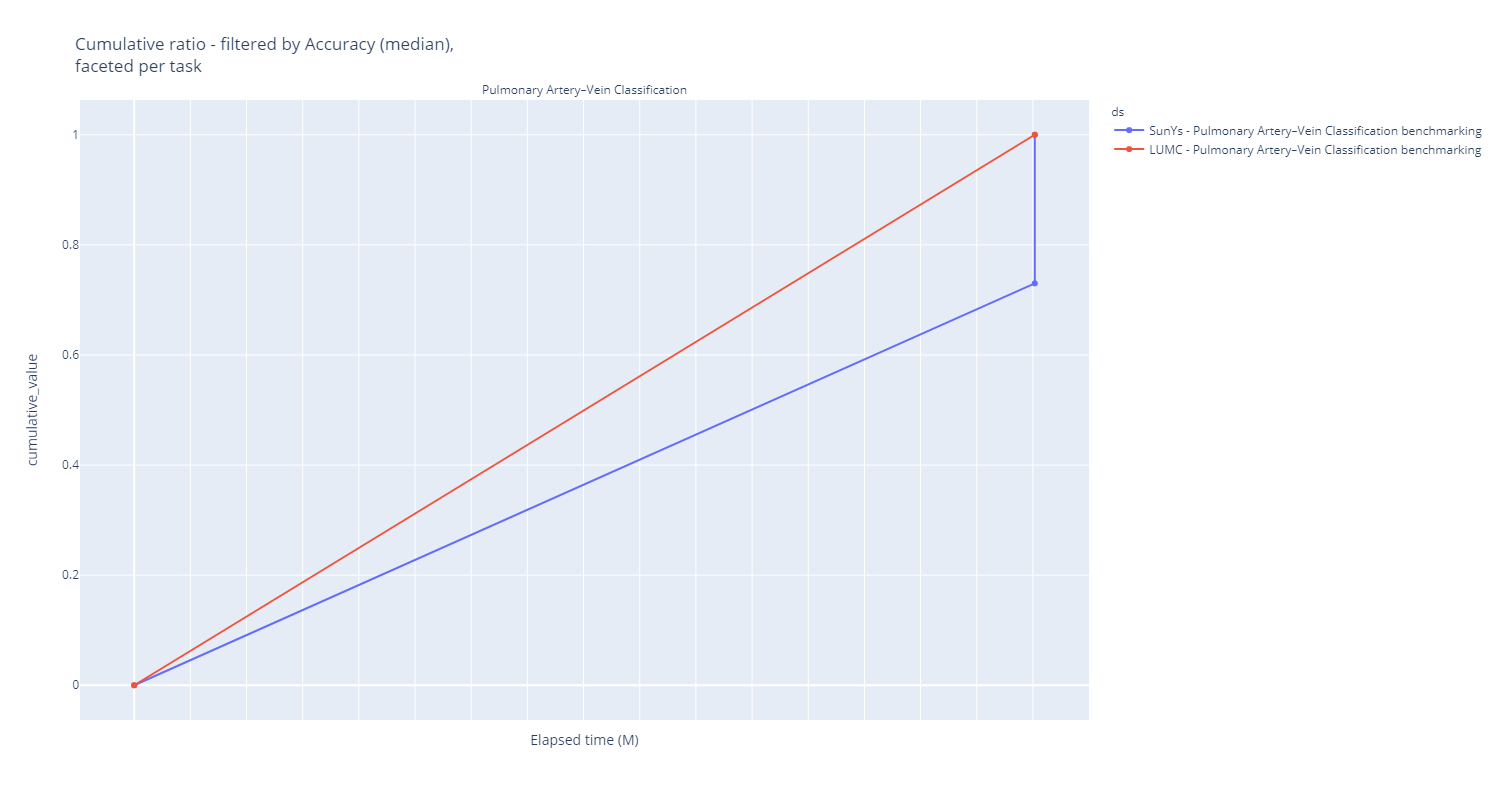 Cumulative ratio - filtered by Accuracy (median),
faceted per task
Pulmonary Artery–Vein Classification
ds
SunYs - Pulmonary Artery–Vein Classification benchmarking
LUMC - Pulmonary Artery–Vein Classification benchmarking
1
0.8
0.6
0.4
0.2
0
cumulative_value
Elapsed time (M)